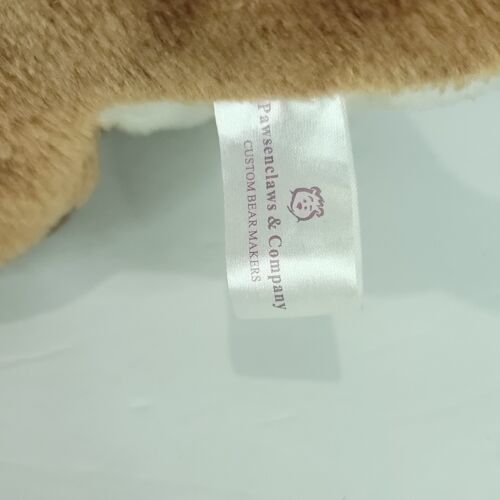 Pawsenclaws & Company
CUSTOM BEAR MAKERS